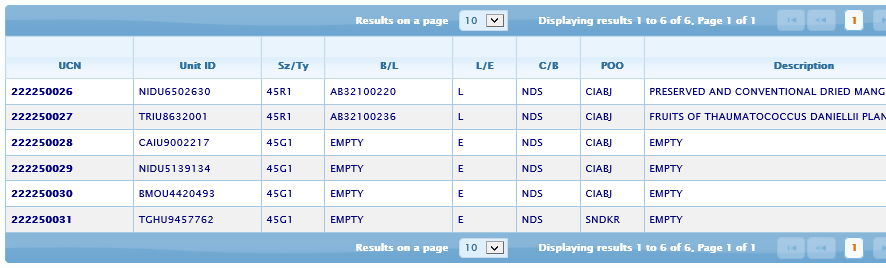 Results on a page 10 Displaying results 1 to 6 of 6, Page 1 of 1 1
UCN Unit ID Sz/Ty B/L L/E C/B POO Description
222250026 NIDU6502630 45R1 AB32100220 L NDS CIABJ PRESERVED AND CONVENTIONAL DRIED MANG
222250027 TRIU8632001 45R1 AB32100236 L NDS CIABJ FRUITS OF THAUMATOCOCCUS DANIELLII PLAN
222250028 CAIU9002217 45G1 EMPTY E NDS CIABJ EMPTY
222250029 NIDU5139134 45G1 EMPTY E NDS CIABJ EMPTY
222250030 BMOU4420493 45G1 EMPTY E NDS CIABJ EMPTY
222250031 TGHU9457762 45G1 EMPTY E NDS SNDKR EMPTY
Results on a page 10 Displaying results 1 to 6 of 6, Page 1 of 1 1